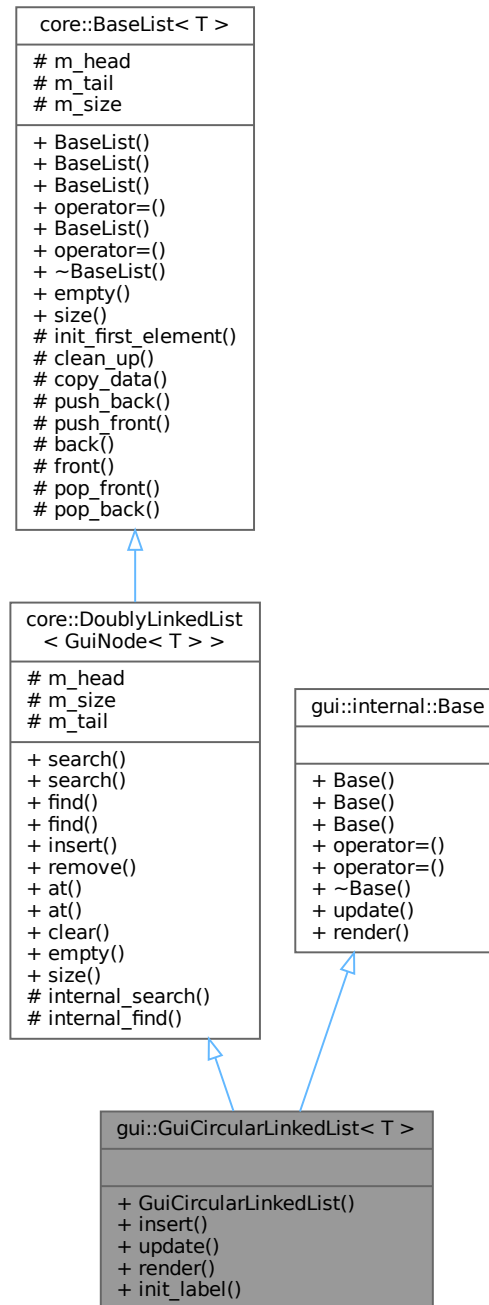 core::BaseList< T >
# m_head
# m_tail
# m_size
+ BaseList()
+ BaseList()
+ BaseList()
+ operator=()
+ BaseList()
+ operator=()
+ ~BaseList()
+ empty()
+ size()
# init_first_element()
# clean_up()
# copy_data()
# push_back()
# push_front()
# back()
# front()
# pop_front()
# pop_back()
core::DoublyLinkedList
< GuiNode< T > >
# m_head
# m_size
# m_tail
+ search()
+ search()
+ find()
+ find()
+ insert()
+ remove()
+ at()
+ at()
+ clear()
+ empty()
+ size()
# internal_search()
# internal_find()
gui::internal::Base
+ Base()
+ Base()
+ Base()
+ operator=()
+ operator=()
+ ~Base()
+ update()
+ render()
gui::GuiCircularLinkedList< T >
+ GuiCircularLinkedList()
+ insert()
+ update()
+ render()
+ init_label()